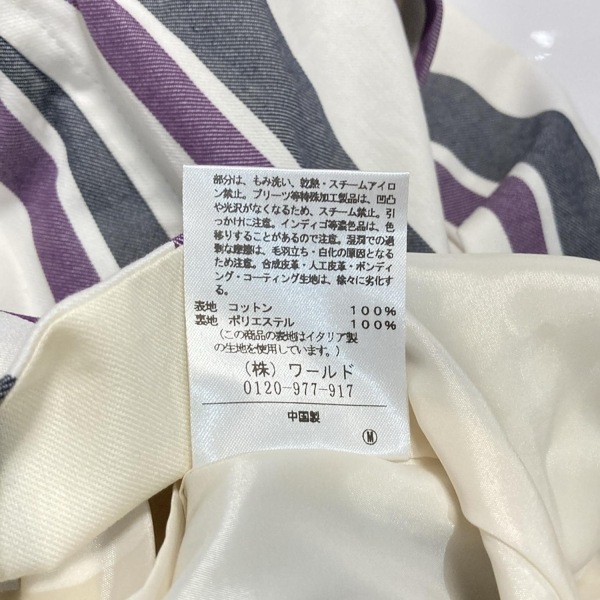 部分は、もみ洗い、乾熱・スチームアイロ
ン禁止。プリーツ等特殊加工製品は、凹凸
や光沢がなくなるため、スチーム禁止。引
っかけに注意。インディゴ等濃色品は、色
移りすることがあるので注意。湿潤での過
剰な摩擦は、毛羽立ち・白化の原因となる
ため注意。合成皮革・人工皮革・ボンディ
ング・コーティング生地は、徐々に劣化す
る。
表地 コットン 100%
裏地 ポリエステル 100%
(この商品の表地はイタリア製
の生地を使用しています。)
(株) ワールド
0120-977-917
中国製
M